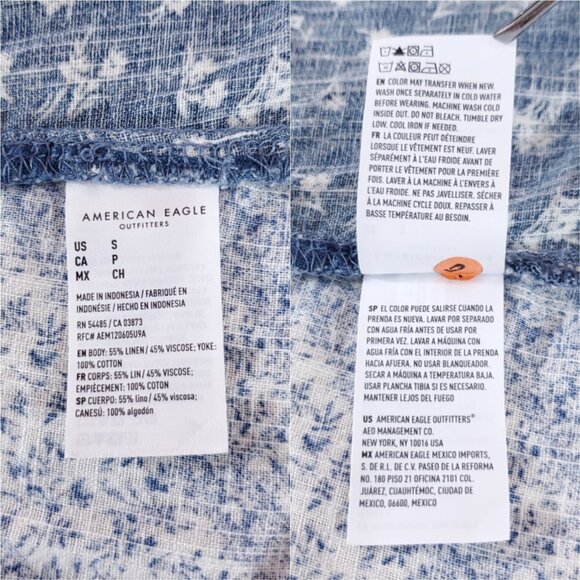 AMERICAN EAGLE
OUTFITTERS
US S
CA P
MX CH
MADE IN INDONESIA / FABRIQUÉ EN
INDONÉSIE / HECHO EN INDONESIA
RN 54485 / CA 03873
RFC# AEM120605U9A
EN BODY: 55% LINEN/ 45% VISCOSE; YOKE:
100% COTTON
FR CORPS: 55% LIN/ 45% VISCOSE;
EMPIÈCEMENT: 100% COTON
SP CUERPO: 55% lino/ 45% viscosa;
CANESÚ: 100% algodón
EN COLOR MAY TRANSFER WHEN NEW.
WASH ONCE SEPARATELY IN COLD WATER
BEFORE WEARING. MACHINE WASH COLD
INSIDE OUT. DO NOT BLEACH. TUMBLE DRY
LOW. COOL IRON IF NEEDED.
FR LA COULEUR PEUT DÉTEINDRE
LORSQUE LE VÊTEMENT EST NEUF. LAVER
SÉPARÉMENT À L'EAU FROIDE AVANT DE
PORTER LE VÊTEMENT POUR LA PREMIÈRE
FOIS. LAVER À LA MACHINE À L'ENVERS À
L'EAU FROIDE. NE PAS JAVELLISER. SÉCHER
À LA MACHINE CYCLE DOUX. REPASSER À
BASSE TEMPÉRATURE AU BESOIN.
SP EL COLOR PUEDE SALIRSE CUANDO LA
PRENDA ES NUEVA. LAVAR POR SEPARADO
CON AGUA FRÍA ANTES DE USAR POR
PRIMERA VEZ. LAVAR A MÁQUINA CON
AGUA FRÍA CON EL INTERIOR DE LA PRENDA
HACIA AFUERA. NO USAR BLANQUEADOR.
SECAR A MÁQUINA A TEMPERATURA BAJA.
USAR PLANCHA TIBIA SI ES NECESARIO.
MANTENER LEJOS DEL FUEGO
US AMERICAN EAGLE OUTFITTERS®
AEO MANAGEMENT CO.
NEW YORK, NY 10016 USA
MX AMERICAN EAGLE MEXICO IMPORTS,
S. DE R.L. DE C.V. PASEO DE LA REFORMA
NO. 180 PISO 21 OFICINA 2101 COL.
JUÁREZ, CUAUHTÉMOC, CIUDAD DE
MÉXICO, 06600, MÉXICO